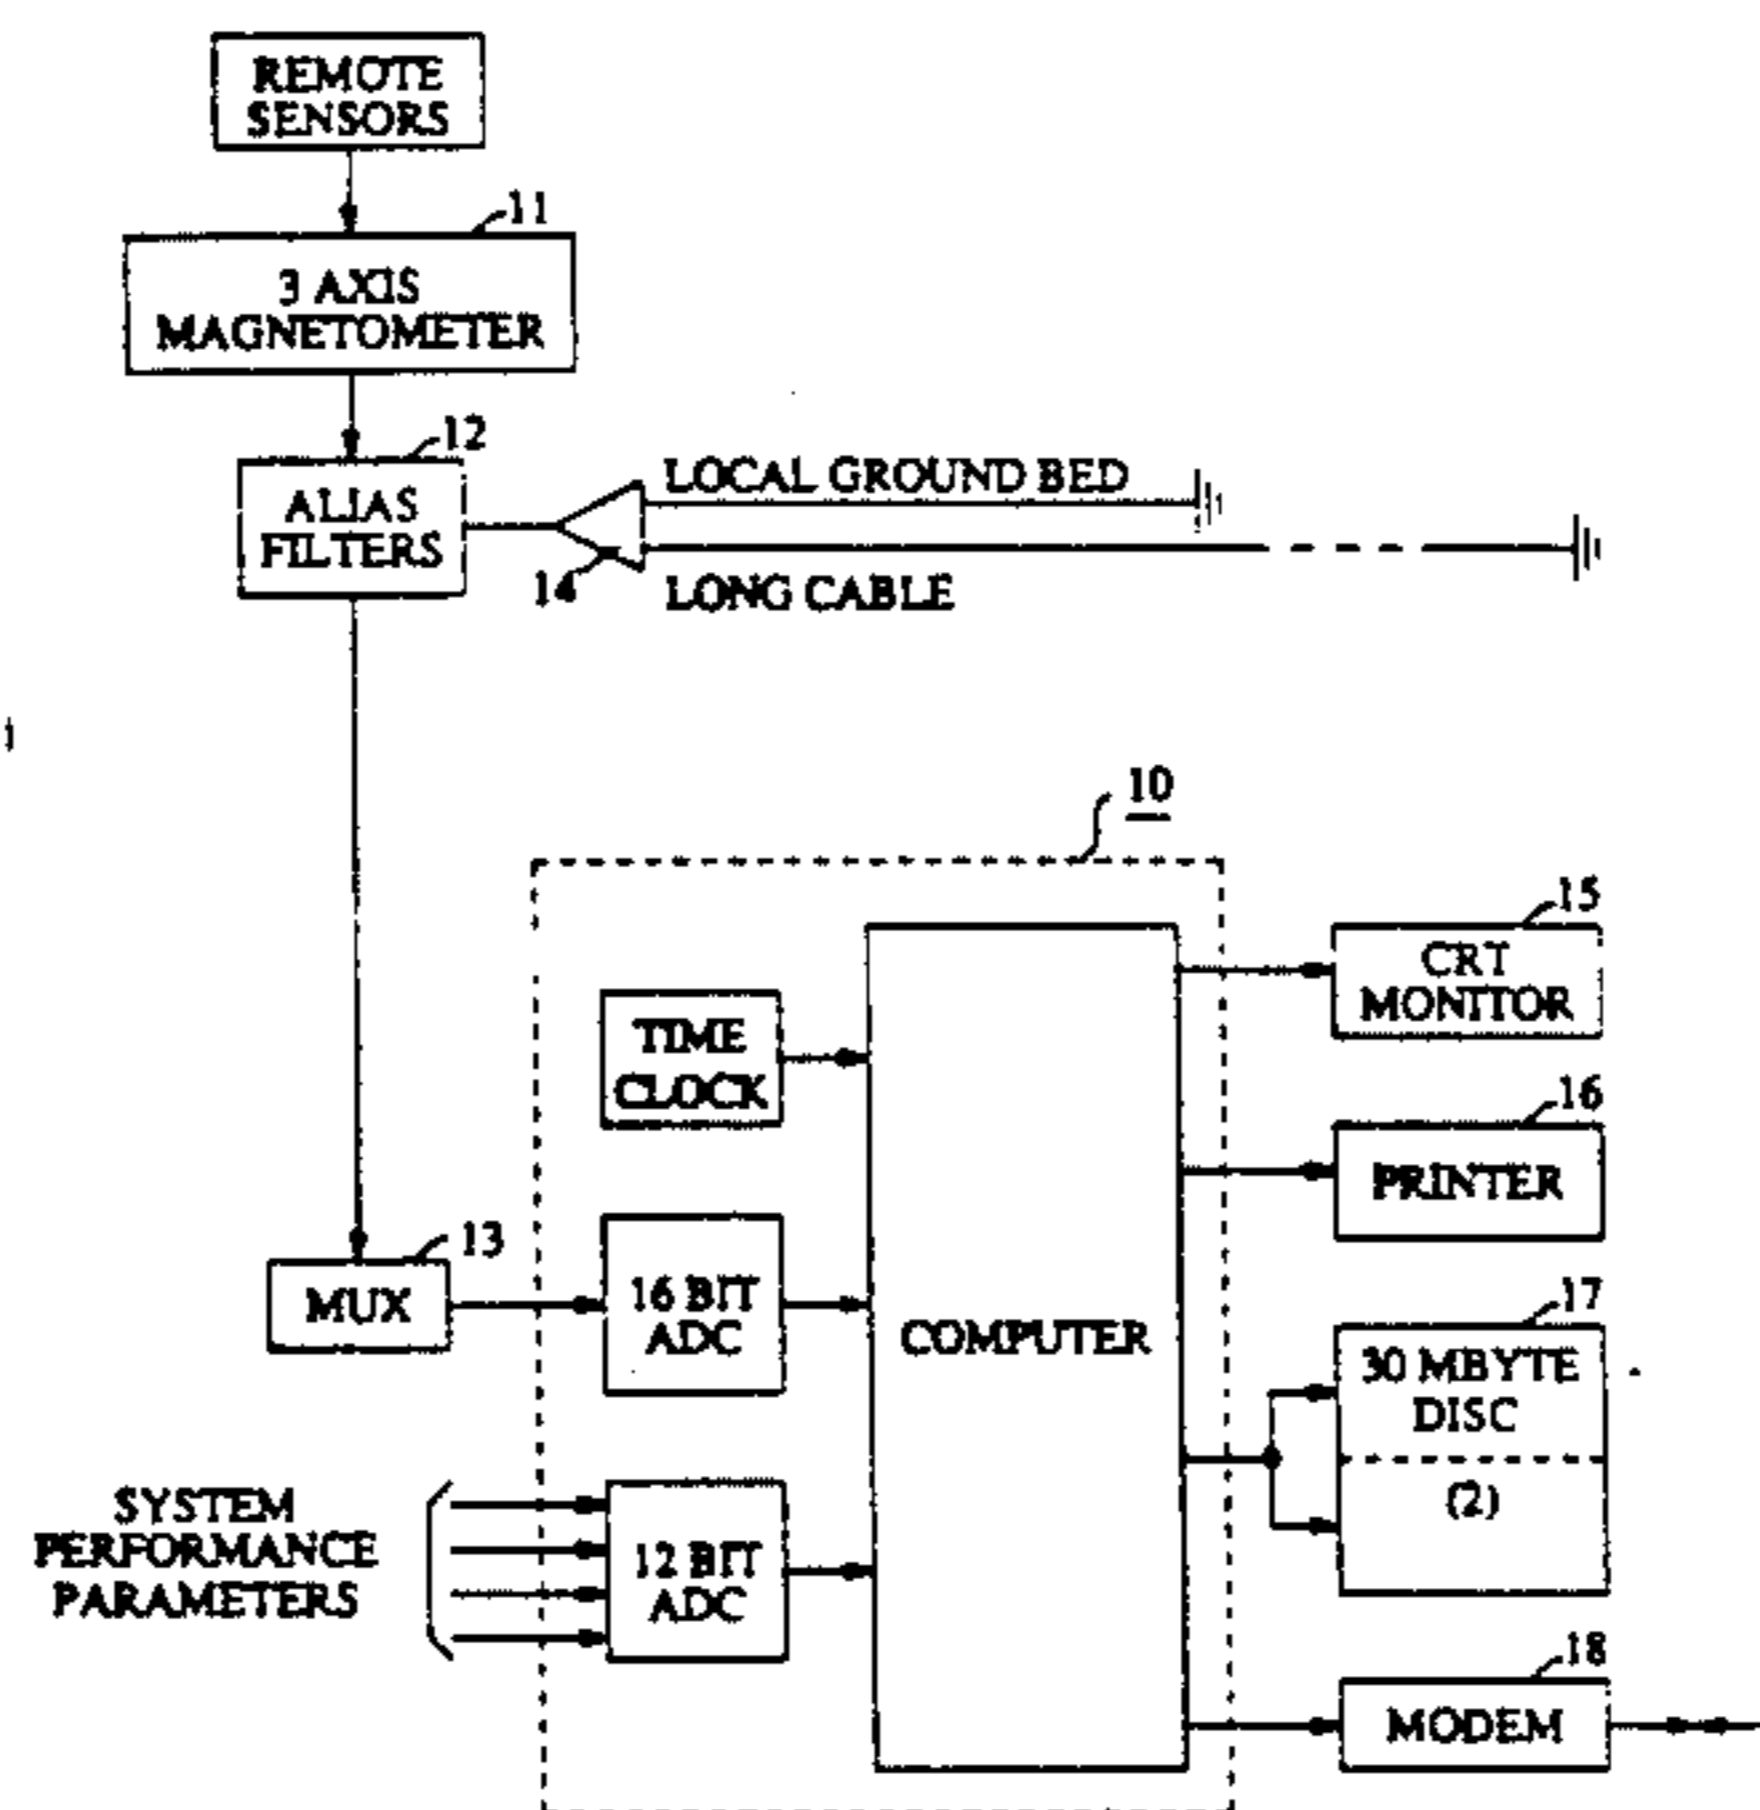 REMOTE
SENSORS
11
3 AXIS
MAGNETOMETER
12
ALIAS
FILTERS
LOCAL GROUND BED
14
LONG CABLE
10
15
CRT
MONITOR
TIME
CLOCK
16
PRINTER
13
MUX
16 BIT
ADC
COMPUTER
17
30 MBYTE
DISC
(2)
SYSTEM
PERFORMANCE
PARAMETERS
12 BIT
ADC
18
MODEM